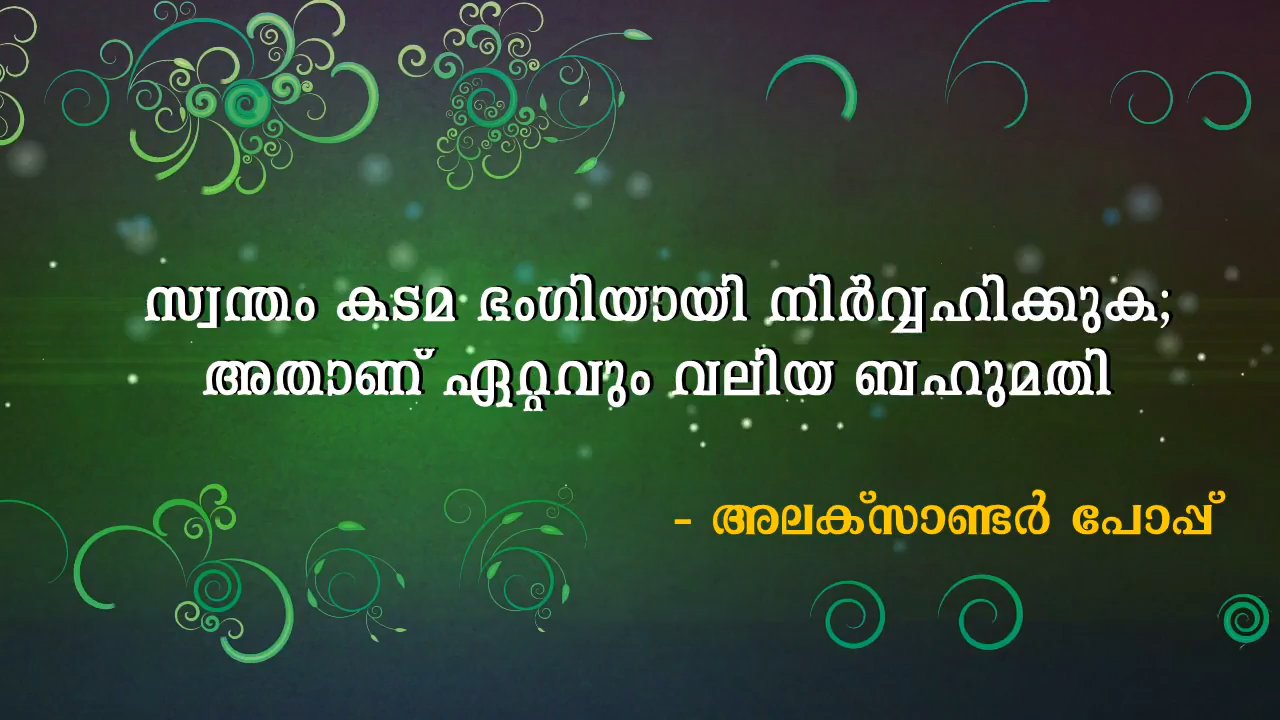 സ്വന്തം കടമ ഭംഗിയായി നിർവ്വഹിക്കുക;
അതാണ് ഏറ്റവും വലിയ ബഹുമതി
- അലക്സാണ്ടർ പോപ്പ്